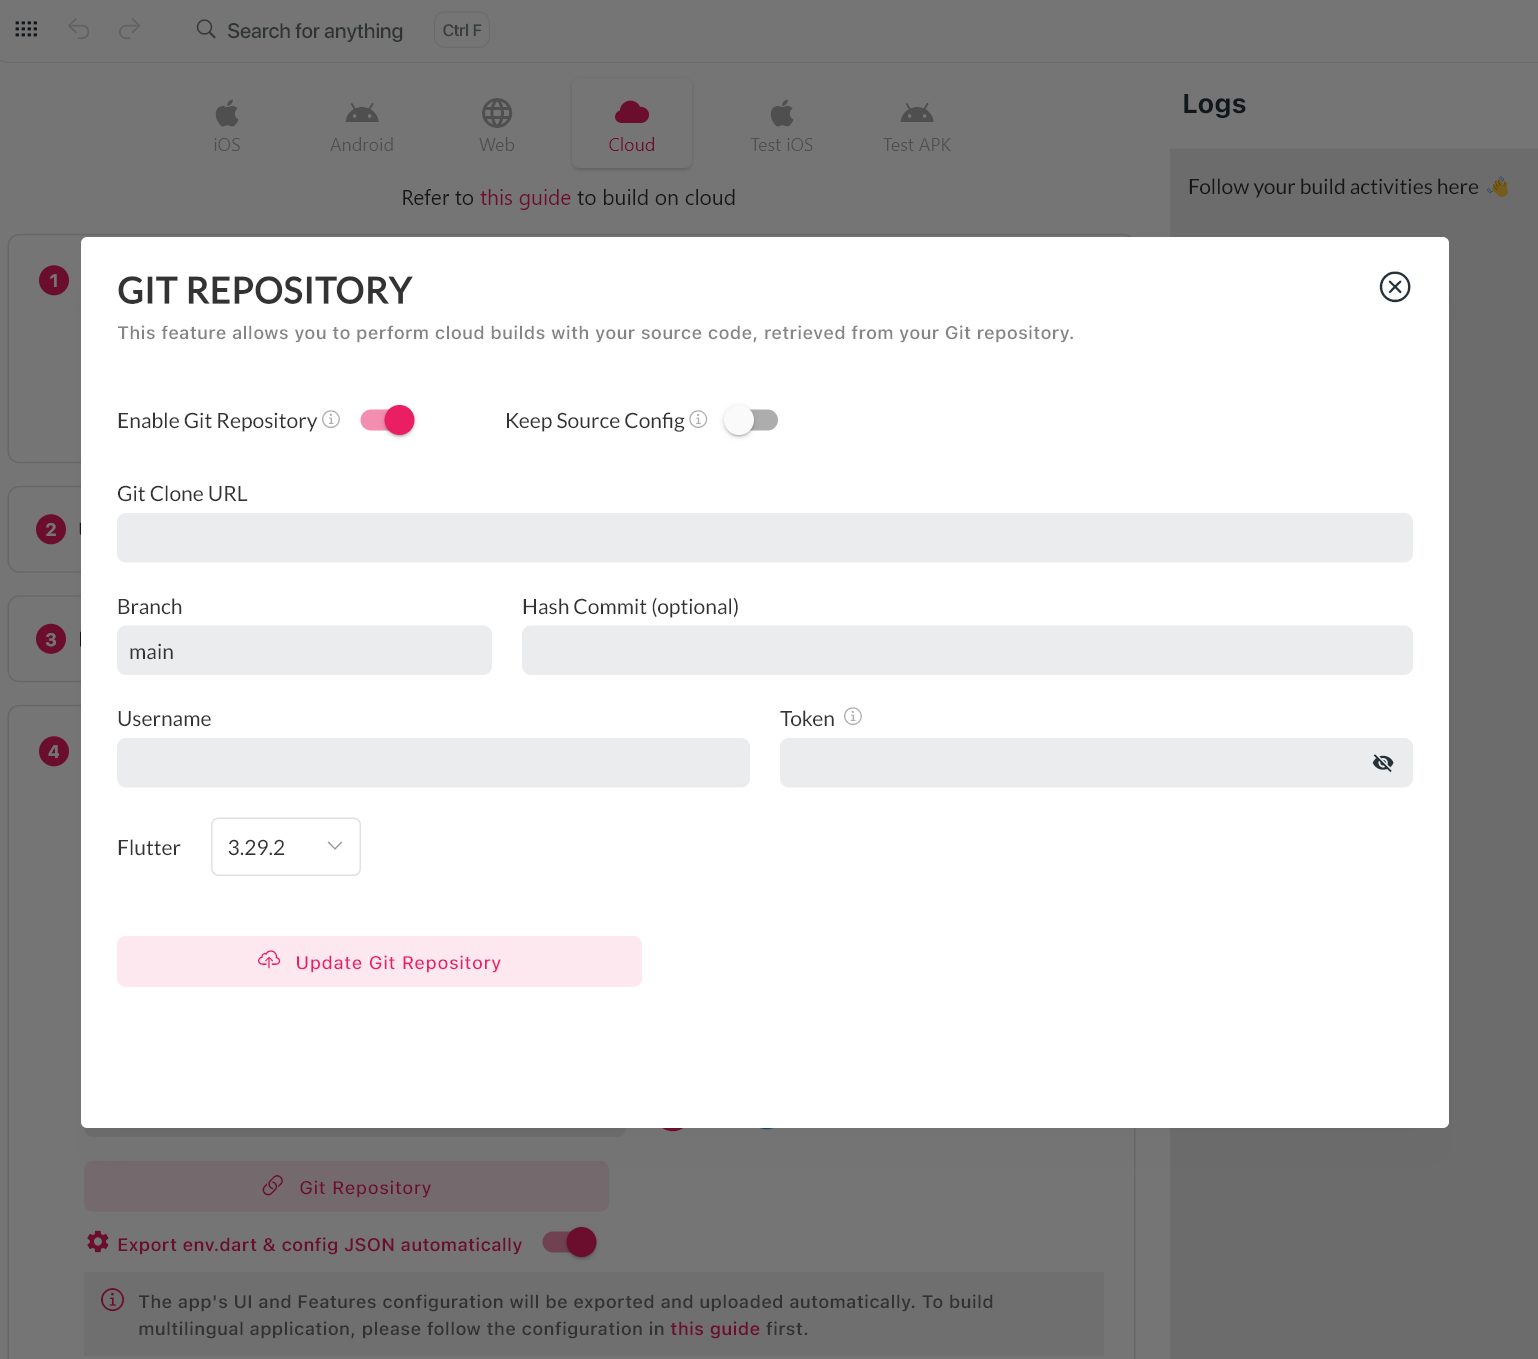 Search for anything Ctrl F
iOS Android Web Cloud Test iOS Test APK
Refer to this guide to build on cloud
Logs
Follow your build activities here 👋
1
2
3
4
GIT REPOSITORY
This feature allows you to perform cloud builds with your source code, retrieved from your Git repository.
Enable Git Repository Keep Source Config
Git Clone URL
Branch Hash Commit (optional)
main
Username Token
Flutter 3.29.2
Update Git Repository
Git Repository
Export env.dart & config JSON automatically
The app's UI and Features configuration will be exported and uploaded automatically. To build
multilingual application, please follow the configuration in this guide first.